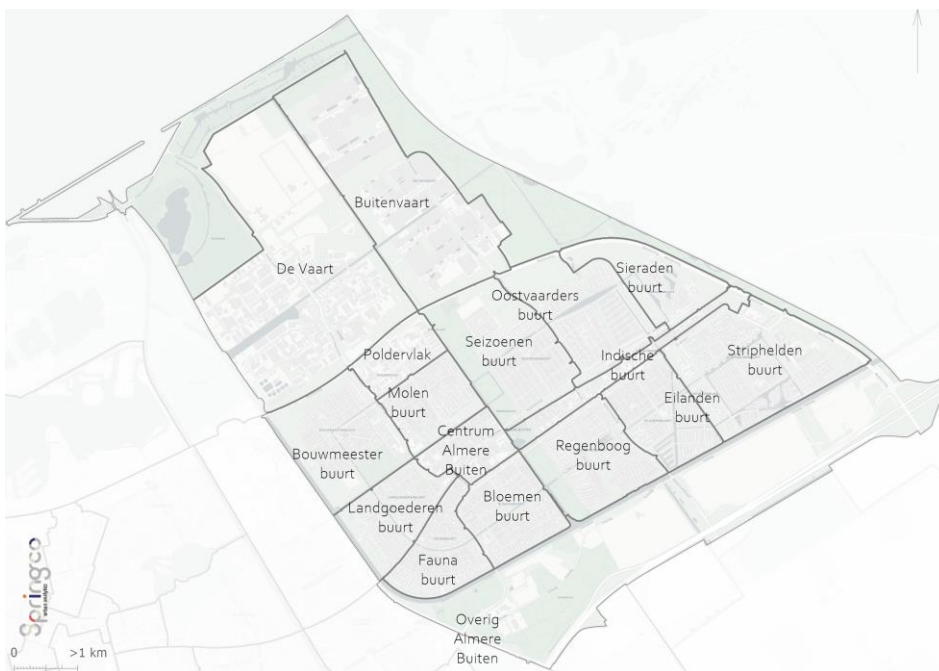 Buitenvaart
De Vaart
Sieraden
buurt
Oostvaarders
buurt
Seizoenen
buurt
Poldervlak
Indische
buurt
Striphelden
buurt
Molen
buurt
Eilanden
buurt
Centrum
Almere
Buiten
Regenboog
buurt
Bouwmeester
buurt
Bloemen
buurt
Landgoederen
buurt
Fauna
buurt
Overig
Almere
Buiten
Springco
0 >1 km